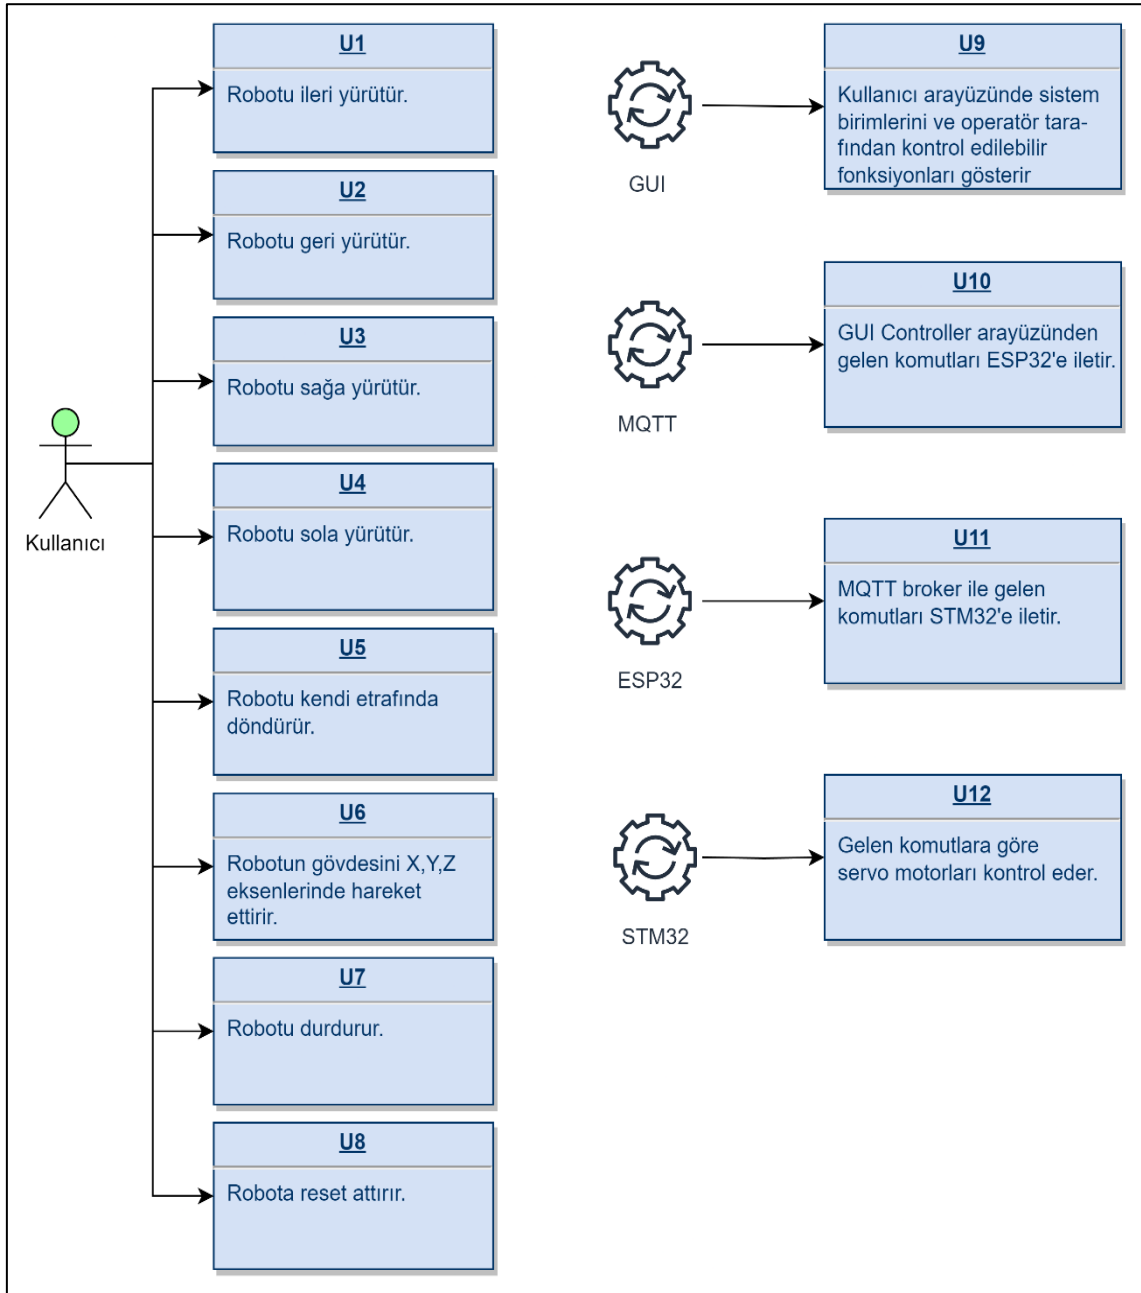 Kullanıcı
U1
Robotu ileri yürütür.
U2
Robotu geri yürütür.
U3
Robotu sağa yürütür.
U4
Robotu sola yürütür.
U5
Robotu kendi etrafında
döndürür.
U6
Robotun gövdesini X,Y,Z
eksenlerinde hareket
ettirir.
U7
Robotu durdurur.
U8
Robota reset attırır.
GUI
U9
Kullanıcı arayüzünde sistem
birimlerini ve operatör tara-
fından kontrol edilebilir
fonksiyonları gösterir
MQTT
U10
GUI Controller arayüzünden
gelen komutları ESP32'e iletir.
ESP32
U11
MQTT broker ile gelen
komutları STM32'e iletir.
STM32
U12
Gelen komutlara göre
servo motorları kontrol eder.